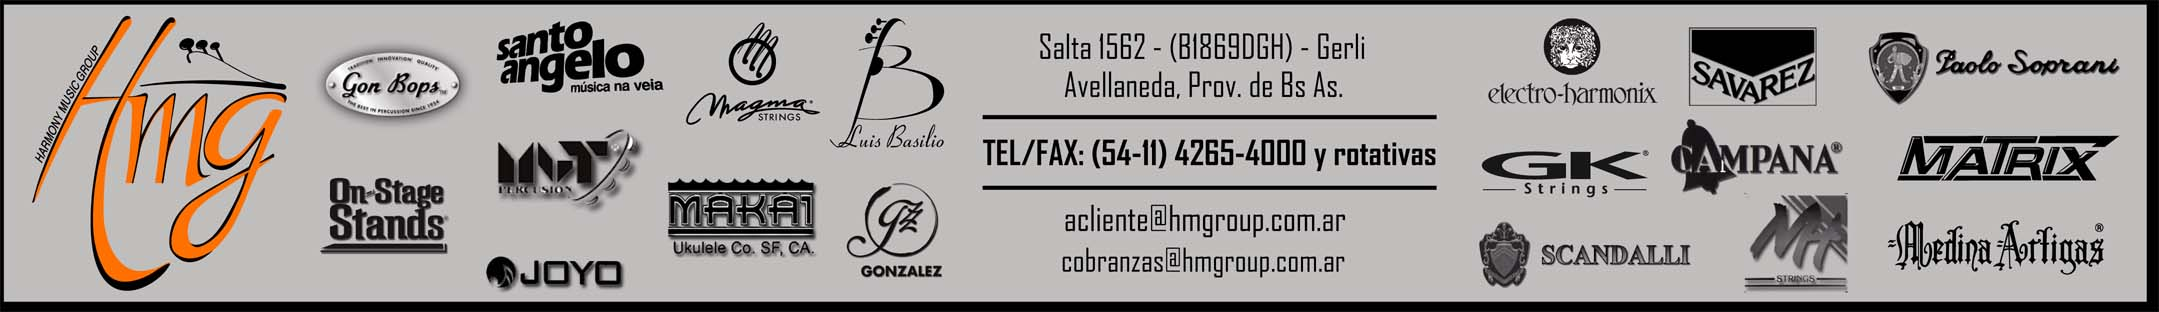 HARMONY MUSIC GROUP
Hmg
TRADITION INNOVATION QUALITY
Gon Bops
THE BEST IN PERCUSSION SINCE 1954
On-Stage
Stands
santo
angelo
música na veia
PERCUSION
JOYO
Magma
STRINGS
MAKAI
Ukulele Co. SF, CA.
B
Luis Basilio
GZ
GONZALEZ
Salta 1562 - (B1869DGH) - Gerli
Avellaneda, Prov. de Bs As.
TEL/FAX: (54-11) 4265-4000 y rotativas
acliente@hmgroup.com.ar
cobranzas@hmgroup.com.ar
electro-harmonix
GK®
Strings
SCANDALLI
SAVAREZ
CAMPANA®
STRINGS
Paolo Soprani
MATRIX
Medina Artigas®